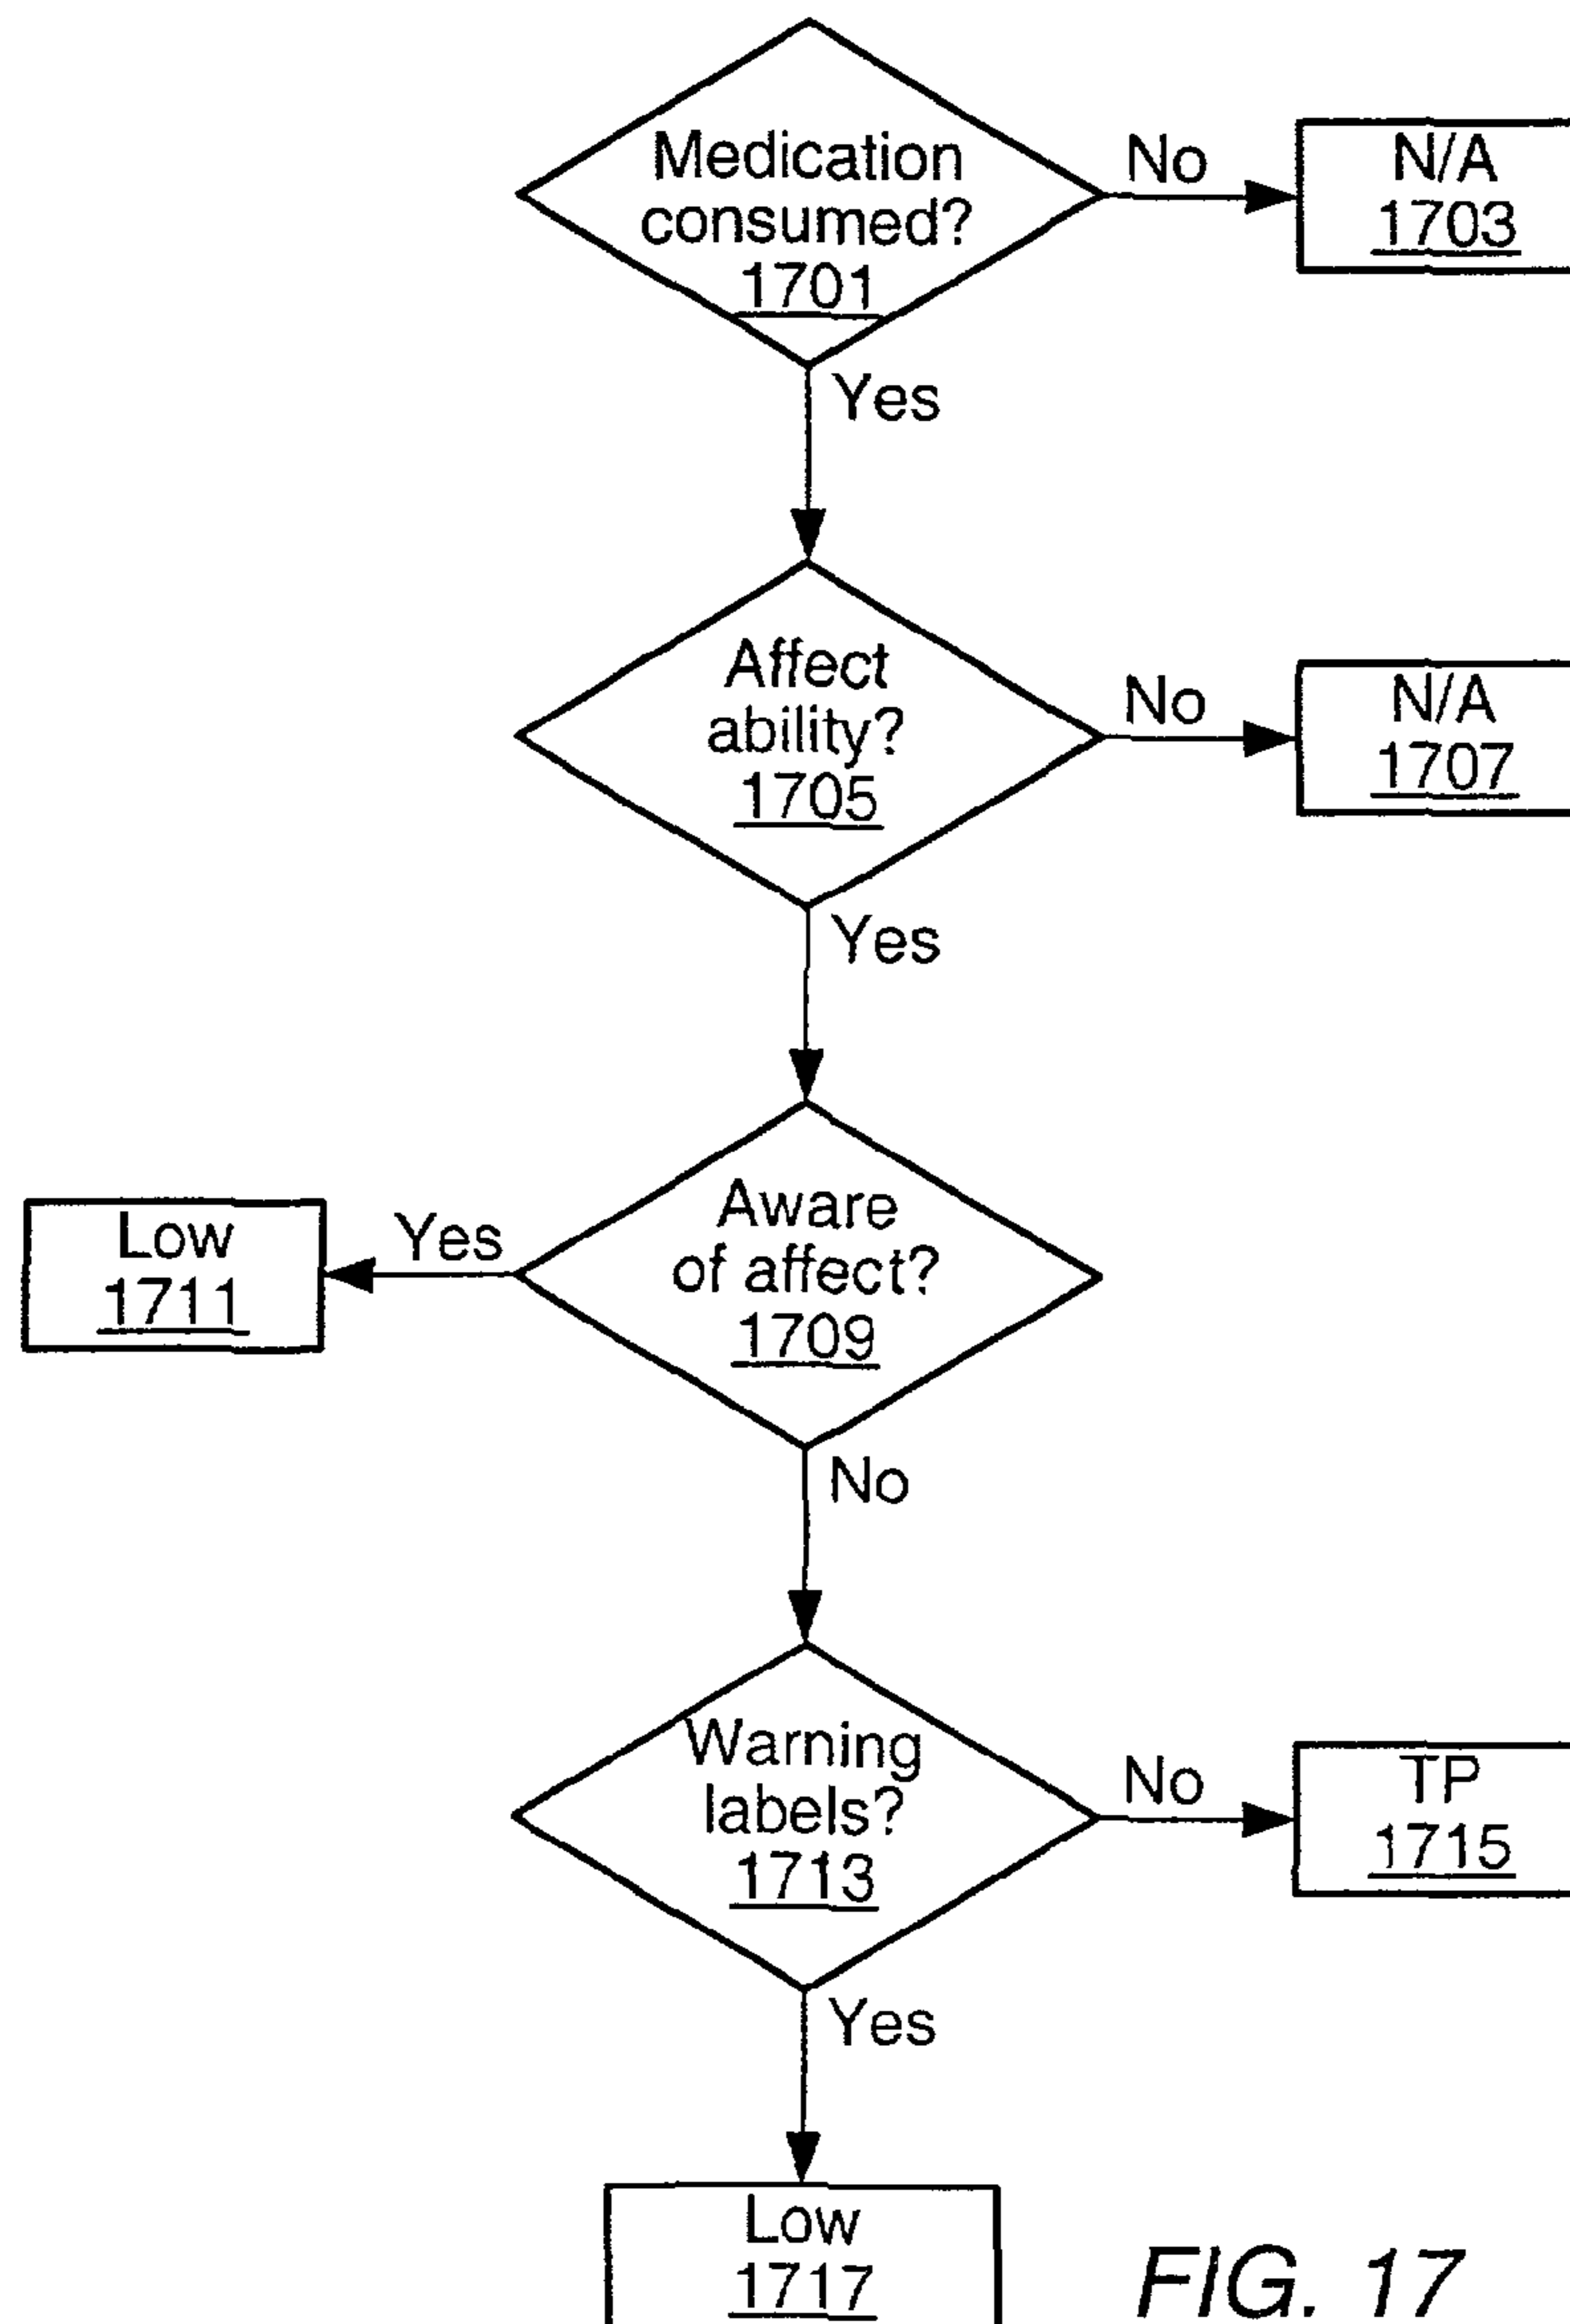 Medication
consumed?
1701
No
N/A
1703
Yes
Affect
ability?
1705
No
N/A
1707
Yes
Aware
of affect?
1709
Yes
Low
1711
No
Warning
labels?
1713
No
TP
1715
Yes
Low
1717
FIG. 17